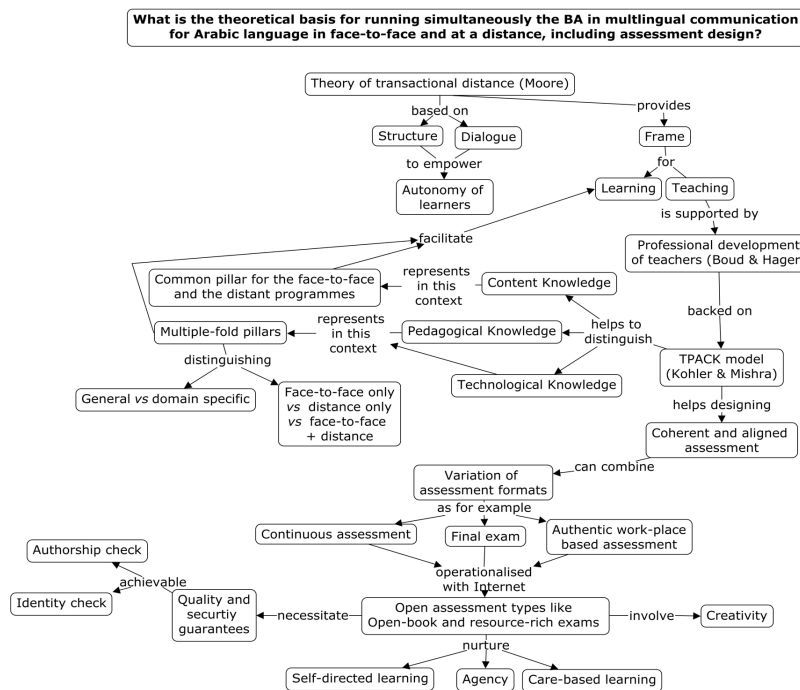 What is the theoretical basis for running simultaneously the BA in multlingual communication
for Arabic language in face-to-face and at a distance, including assessment design?
Theory of transactional distance (Moore)
based on
provides
Structure
Dialogue
Frame
to empower
for
Autonomy of
learners
Learning
Teaching
is supported by
facilitate
Professional development
of teachers (Boud & Hager
Common pillar for the face-to-face
and the distant programmes
represents
in this
context
Content Knowledge
backed on
Multiple-fold pillars
represents
in this
context
Pedagogical Knowledge
helps to
distinguish
distinguishing
Technological Knowledge
TPACK model
(Kohler & Mishra)
General vs domain specific
Face-to-face only
vs distance only
vs face-to-face
+ distance
helps designing
Coherent and aligned
assessment
can combine
Variation of
assessment formats
as for example
Continuous assessment
Final exam
Authentic work-place
based assessment
Authorship check
operationalised
with Internet
achievable
Identity check
Quality and
securtiy
guarantees
necessitate
Open assessment types like
Open-book and resource-rich exams
involve
Creativity
nurture
Self-directed learning
Agency
Care-based learning